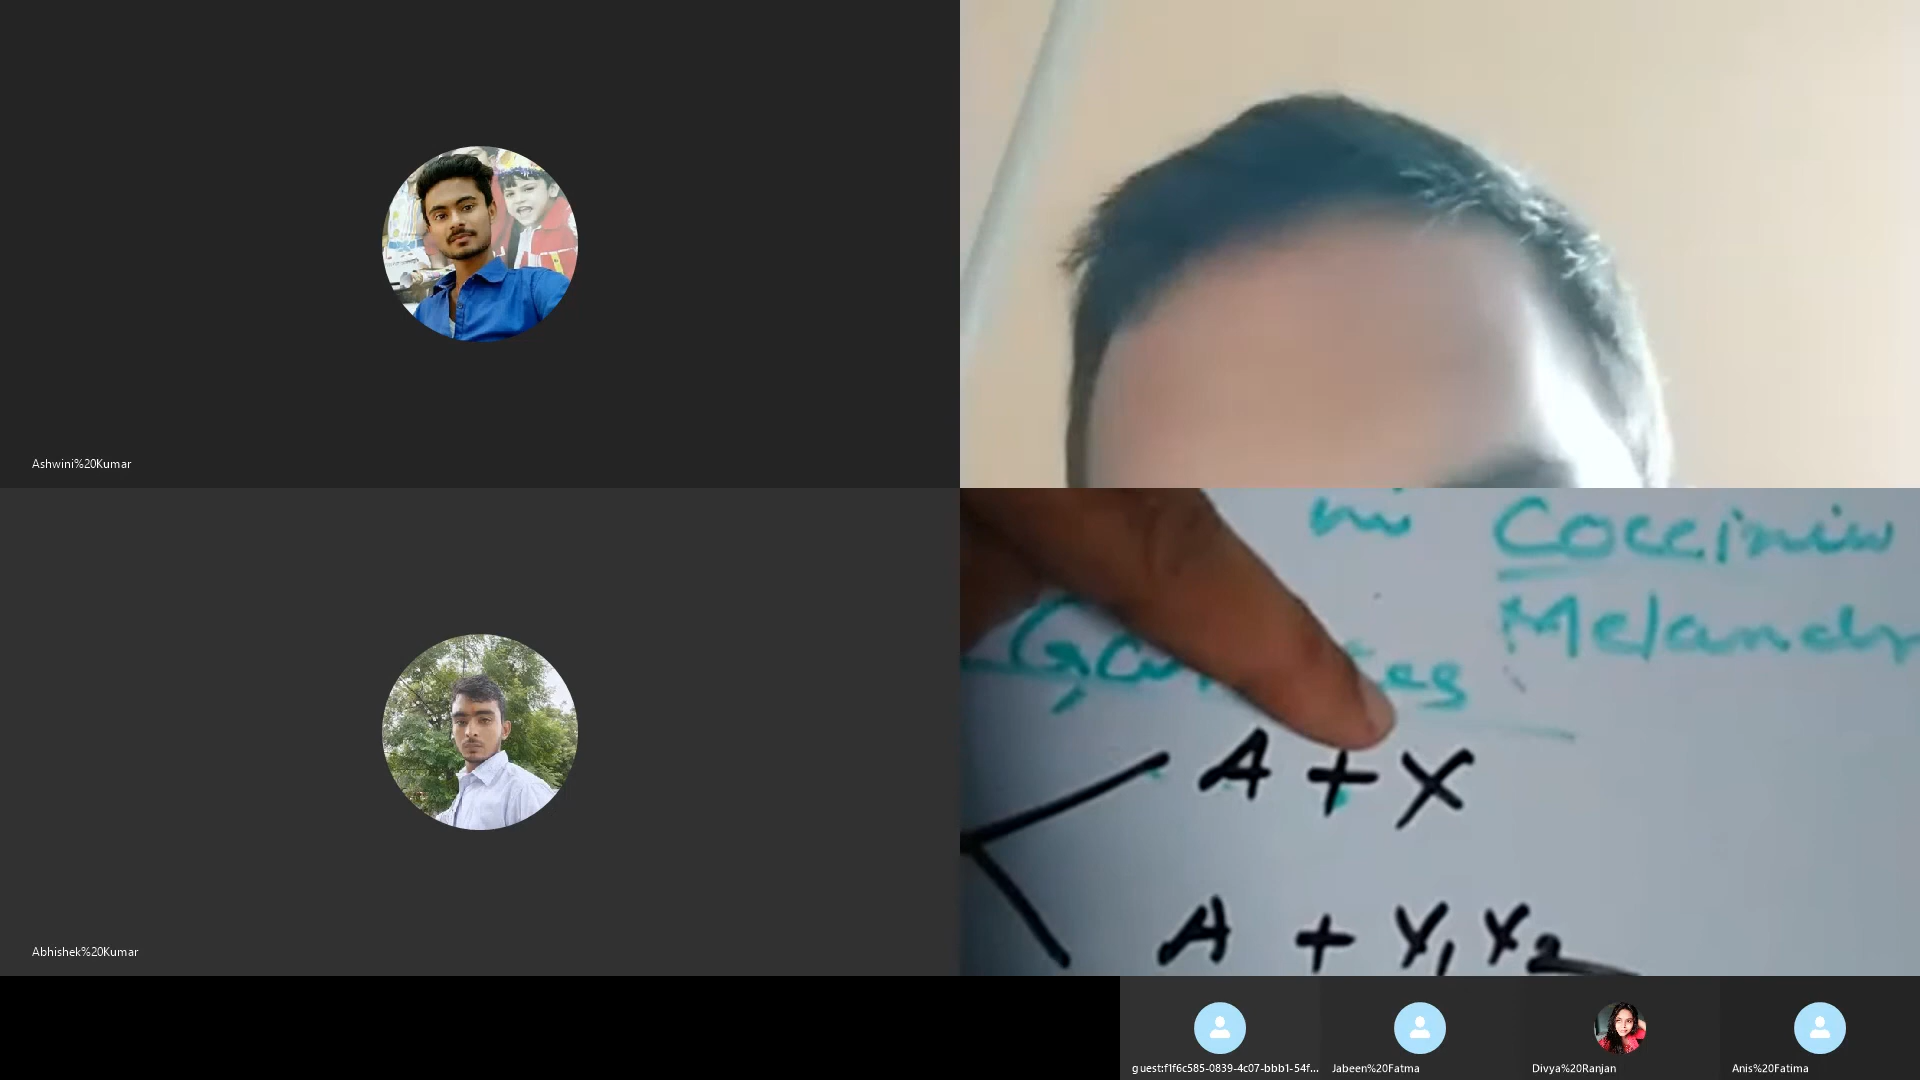 Ashwini%20Kumar
in Coccinia
Melandr
A + X
A + Y1 Y2
Abhishek%20Kumar
guest:f1f6c585-0839-4c07-bbb1-54f...
Jabeen%20Fatma
Divya%20Ranjan
Anis%20Fatima